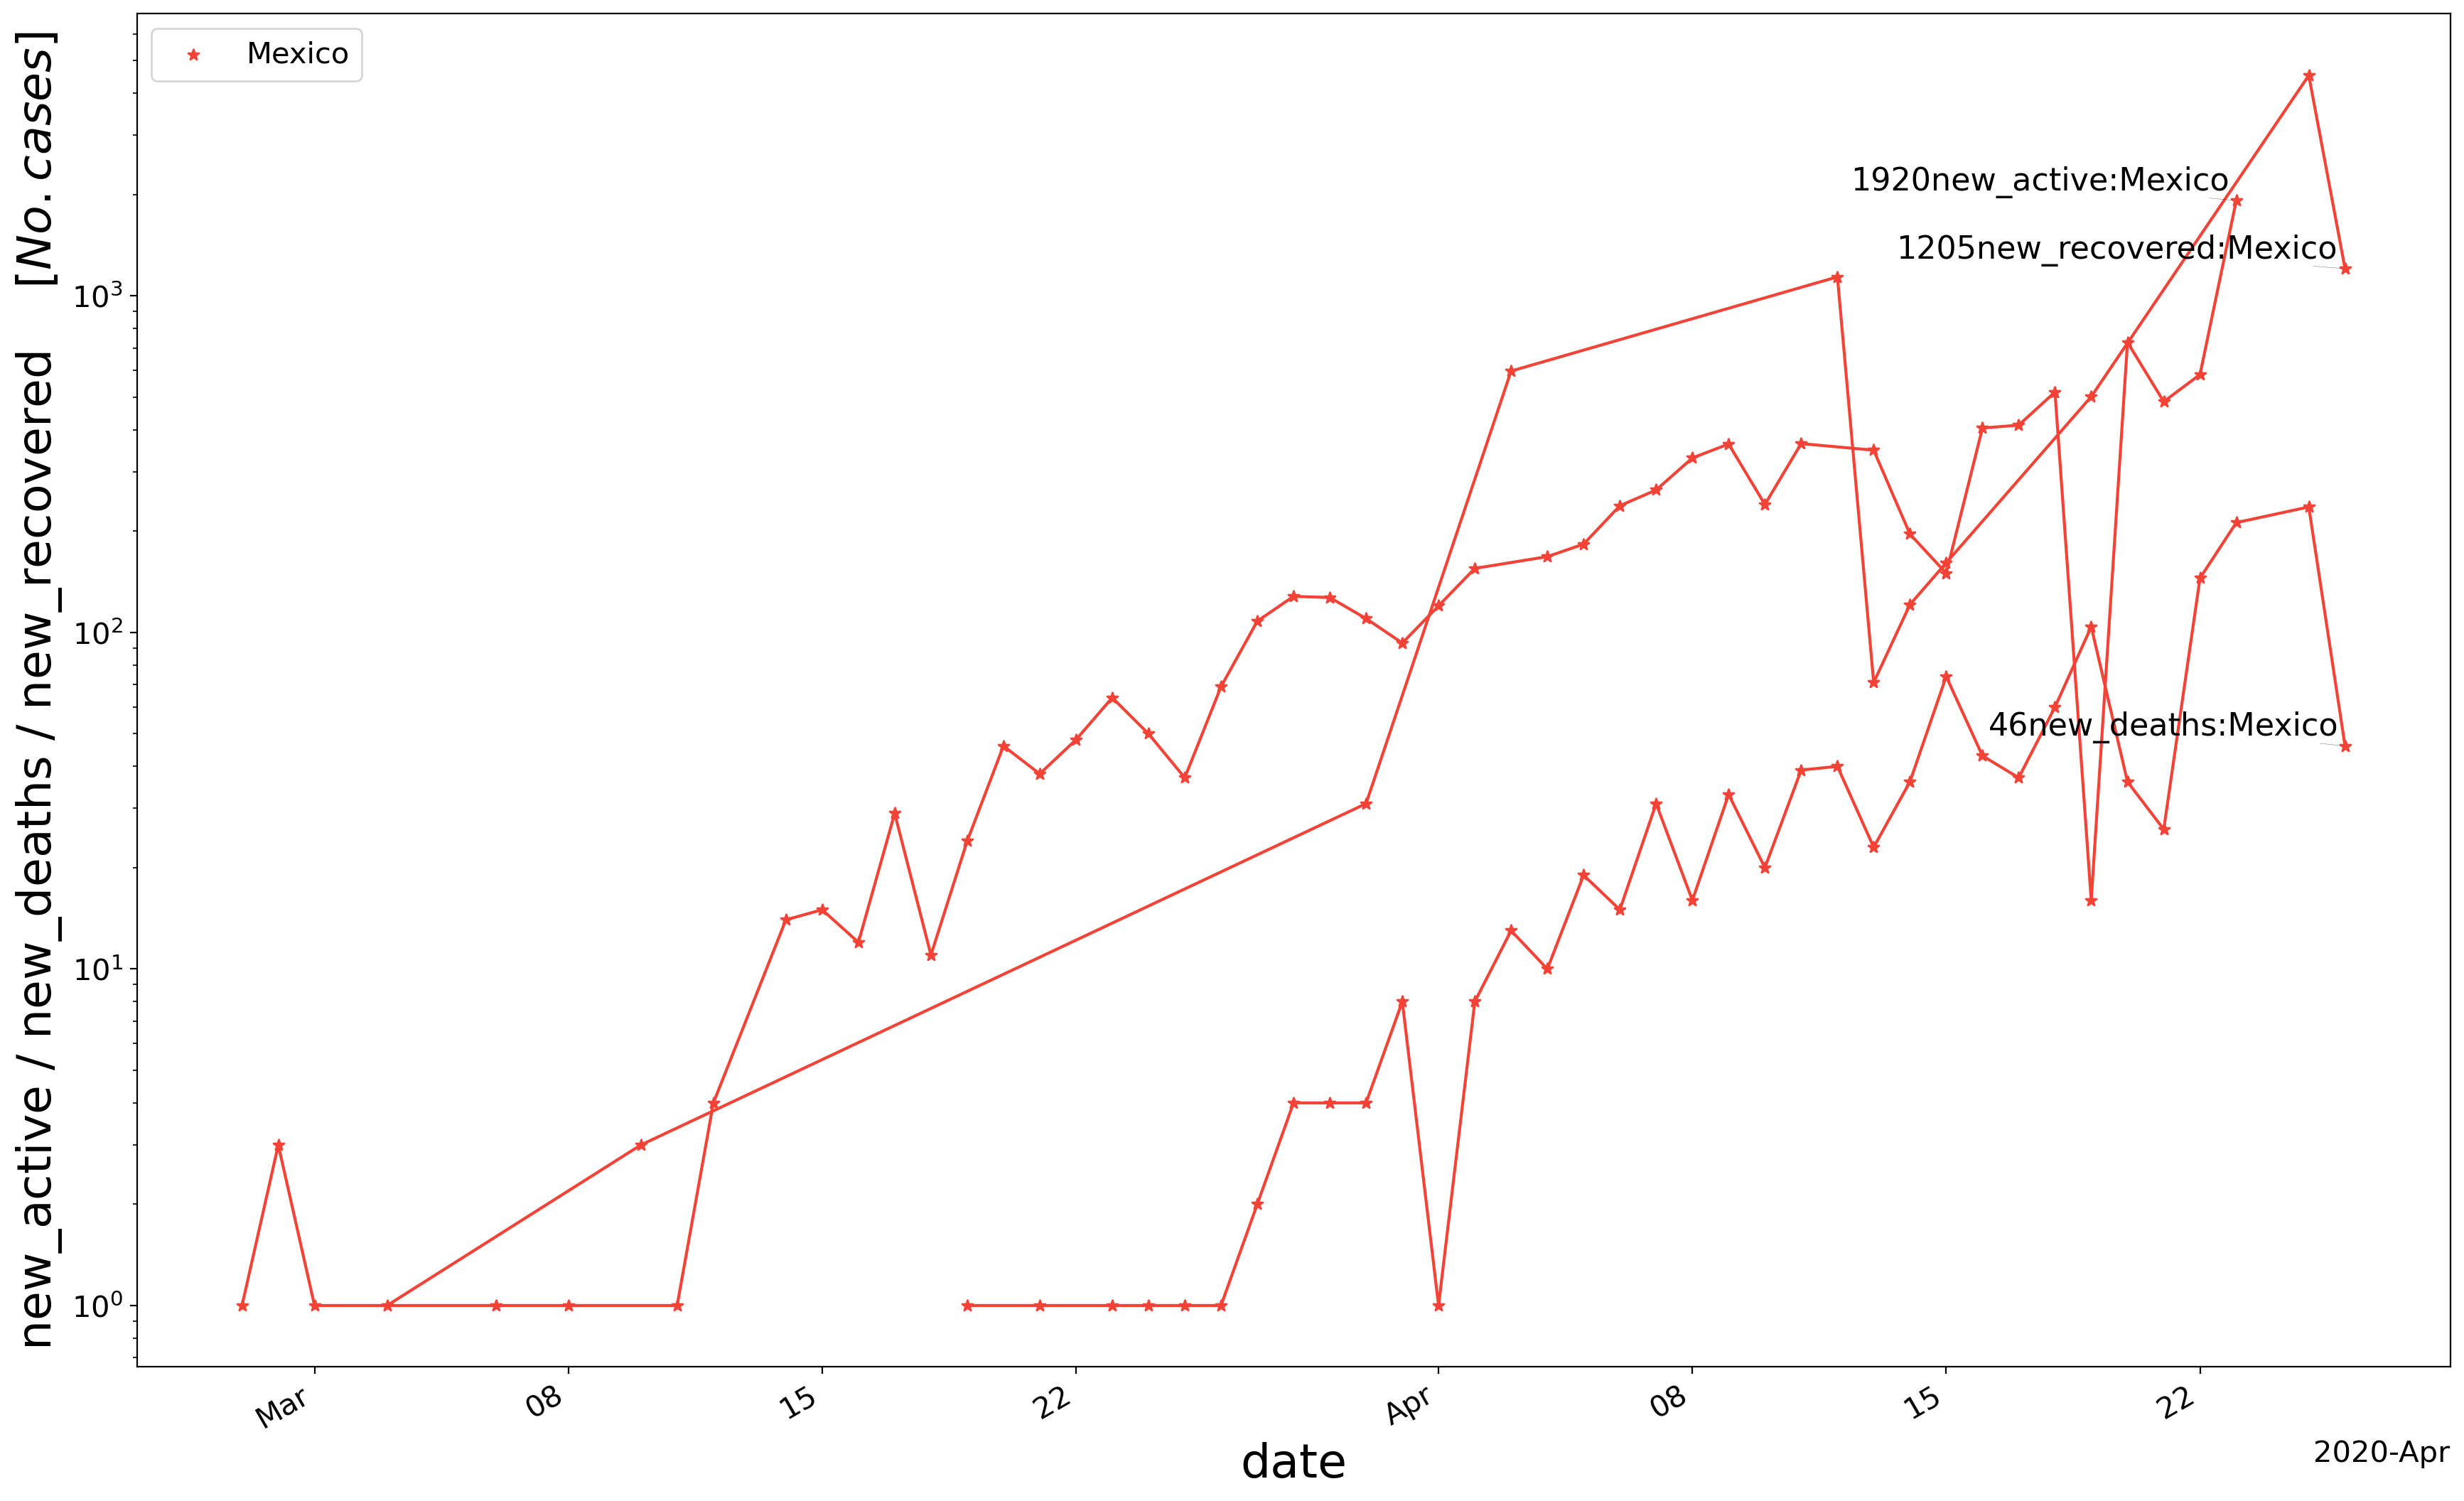 Mexico
new_active / new_deaths / new_recovered [No. cases]
10³
10²
10¹
10⁰
1920new_active:Mexico
1205new_recovered:Mexico
46new_deaths:Mexico
Mar
08
15
22
Apr
08
15
22
date
2020-Apr